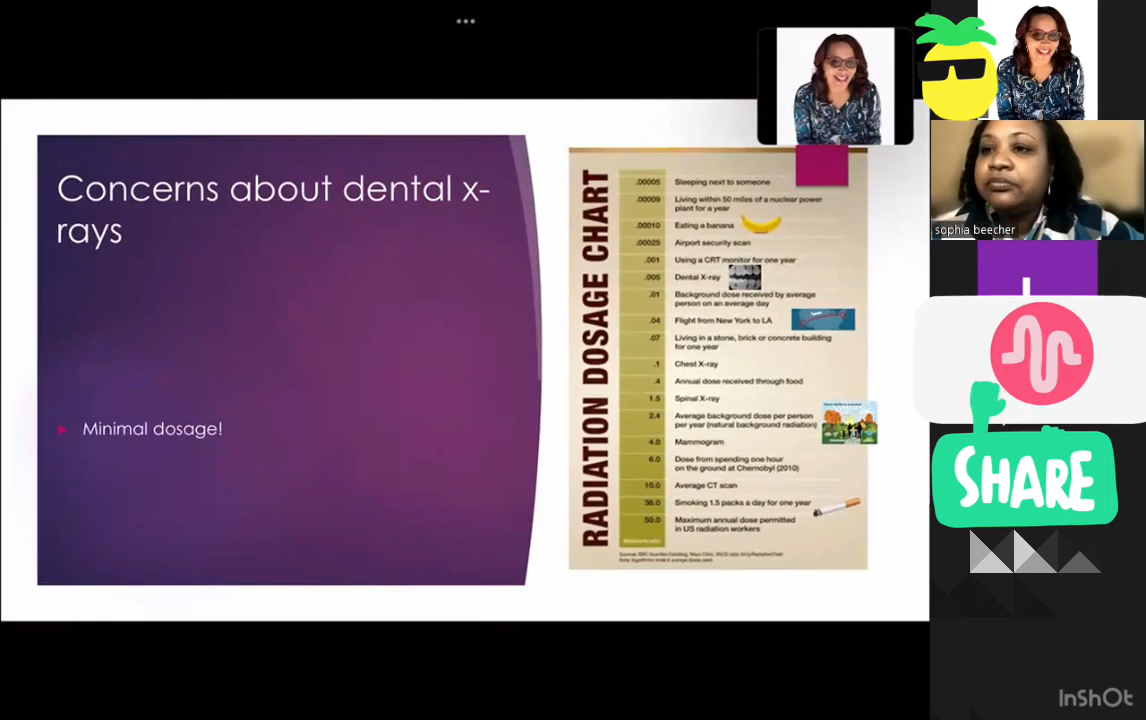 Concerns about dental x-
rays
Minimal dosage!
RADIATION DOSAGE CHART
.00005 Sleeping next to someone
.00009 Living within 50 miles of a nuclear power
plant for a year
.00010 Eating a banana
.00025 Airport security scan
.001 Using a CRT monitor for one year
.005 Dental X-ray
.01 Background dose received by average
person on an average day
.04 Flight from New York to LA
.07 Living in a stone, brick or concrete building
for one year
.1 Chest X-ray
.4 Annual dose received through food
1.5 Spinal X-ray
2.4 Average background dose per person
per year (natural background radiation)
4.0 Mammogram
6.0 Dose from spending one hour
on the ground at Chernobyl (2010)
10.0 Average CT scan
36.0 Smoking 1.5 packs a day for one year
50.0 Maximum annual dose permitted
in US radiation workers
sophia beecher
SHARE
InShOt